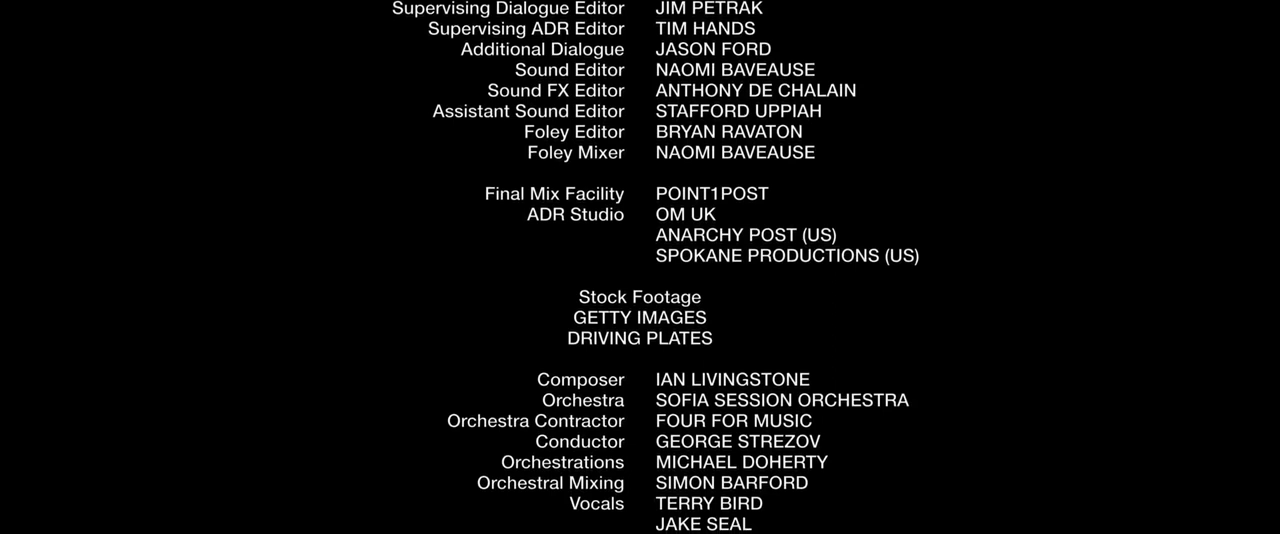 Supervising Dialogue Editor JIM PETRAK
Supervising ADR Editor TIM HANDS
Additional Dialogue JASON FORD
Sound Editor NAOMI BAVEAUSE
Sound FX Editor ANTHONY DE CHALAIN
Assistant Sound Editor STAFFORD UPPIAH
Foley Editor BRYAN RAVATON
Foley Mixer NAOMI BAVEAUSE
Final Mix Facility POINT1POST
ADR Studio OM UK
ANARCHY POST (US)
SPOKANE PRODUCTIONS (US)
Stock Footage
GETTY IMAGES
DRIVING PLATES
Composer IAN LIVINGSTONE
Orchestra SOFIA SESSION ORCHESTRA
Orchestra Contractor FOUR FOR MUSIC
Conductor GEORGE STREZOV
Orchestrations MICHAEL DOHERTY
Orchestral Mixing SIMON BARFORD
Vocals TERRY BIRD
JAKE SEAL